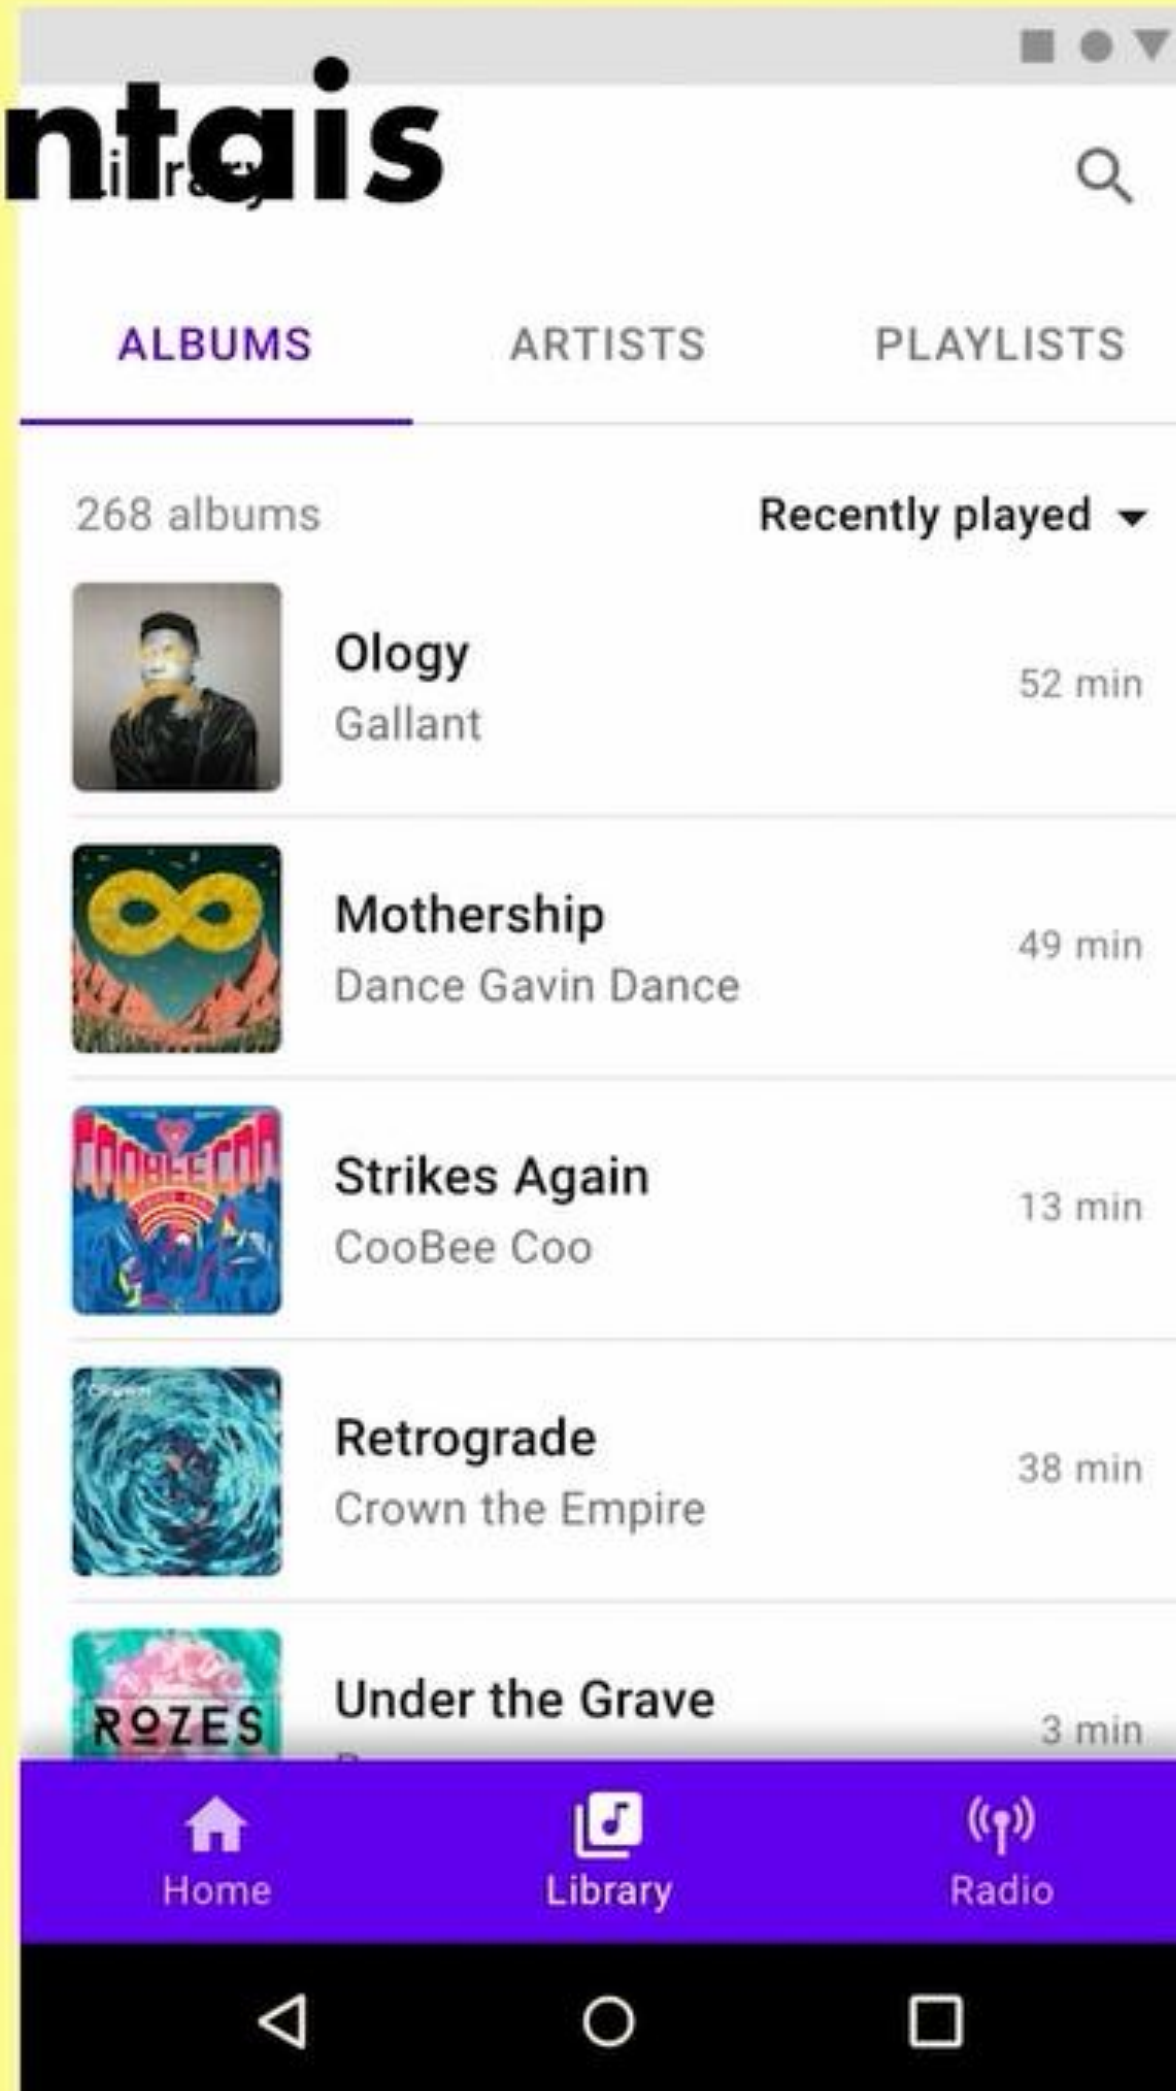 ntais
Library
ALBUMS ARTISTS PLAYLISTS
268 albums Recently played
Ology
52 min
Gallant
Mothership
49 min
Dance Gavin Dance
COOBEECOO
Strikes Again
13 min
CooBee Coo
Retrograde
38 min
Crown the Empire
ROZES
Under the Grave
3 min
Home Library Radio